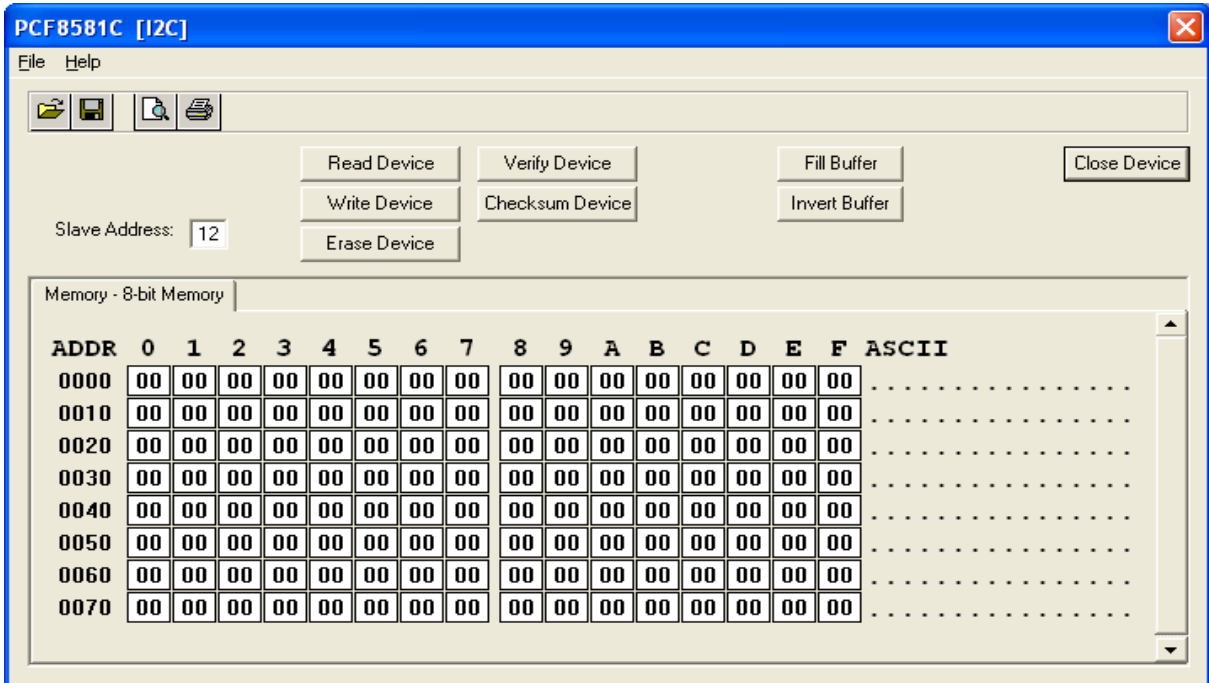 PCF8581C [I2C]
File Help
Read Device Verify Device Fill Buffer Close Device
Write Device Checksum Device Invert Buffer
Slave Address: 12
Erase Device
Memory - 8-bit Memory
ADDR 0 1 2 3 4 5 6 7 8 9 A B C D E F ASCII
0000 00 00 00 00 00 00 00 00 00 00 00 00 00 00 00 00 ................
0010 00 00 00 00 00 00 00 00 00 00 00 00 00 00 00 00 ................
0020 00 00 00 00 00 00 00 00 00 00 00 00 00 00 00 00 ................
0030 00 00 00 00 00 00 00 00 00 00 00 00 00 00 00 00 ................
0040 00 00 00 00 00 00 00 00 00 00 00 00 00 00 00 00 ................
0050 00 00 00 00 00 00 00 00 00 00 00 00 00 00 00 00 ................
0060 00 00 00 00 00 00 00 00 00 00 00 00 00 00 00 00 ................
0070 00 00 00 00 00 00 00 00 00 00 00 00 00 00 00 00 ................